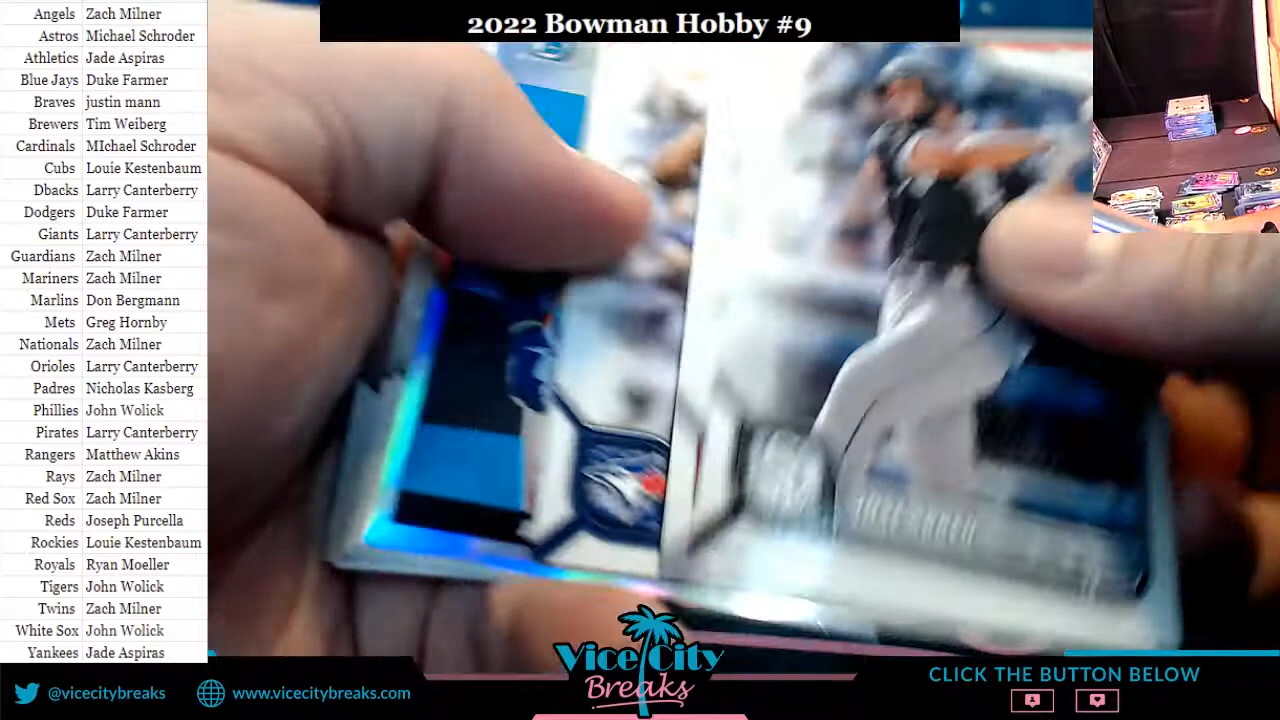 2022 Bowman Hobby #9
Angels Zach Milner
Astros Michael Schroder
Athletics Jade Aspiras
Blue Jays Duke Farmer
Braves justin mann
Brewers Tim Weiberg
Cardinals MIchael Schroder
Cubs Louie Kestenbaum
Dbacks Larry Canterberry
Dodgers Duke Farmer
Giants Larry Canterberry
Guardians Zach Milner
Mariners Zach Milner
Marlins Don Bergmann
Mets Greg Hornby
Nationals Zach Milner
Orioles Larry Canterberry
Padres Nicholas Kasberg
Phillies John Wolick
Pirates Larry Canterberry
Rangers Matthew Akins
Rays Zach Milner
Red Sox Zach Milner
Reds Joseph Purcella
Rockies Louie Kestenbaum
Royals Ryan Moeller
Tigers John Wolick
Twins Zach Milner
White Sox John Wolick
Yankees Jade Aspiras
@vicecitybreaks
www.vicecitybreaks.com
Vice City
Breaks
CLICK THE BUTTON BELOW